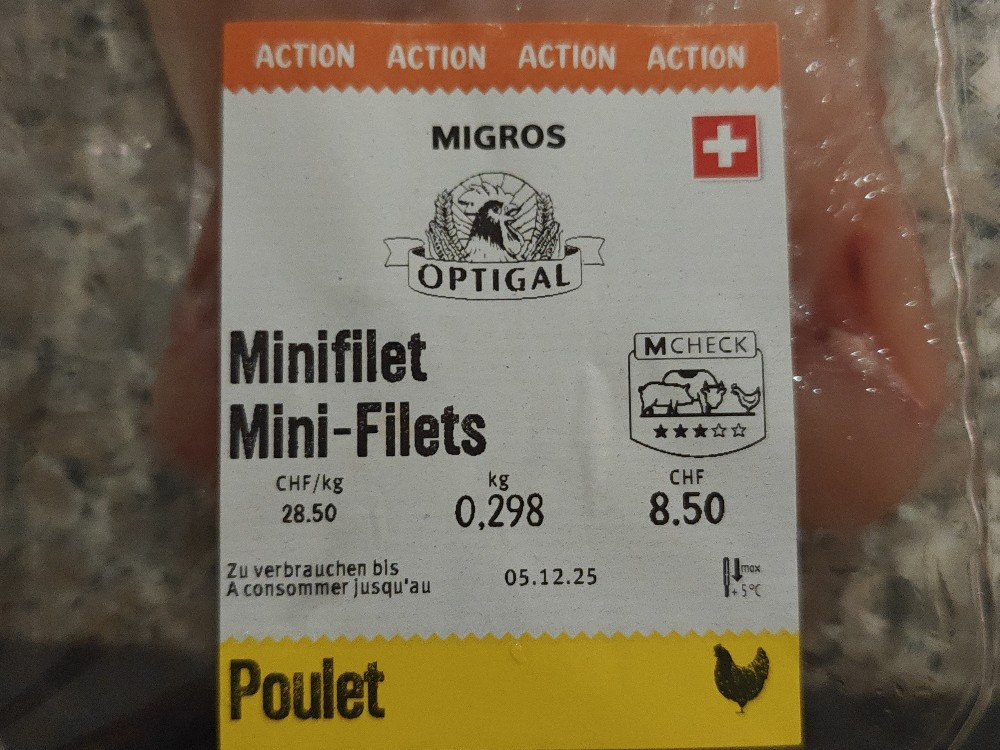 ACTION ACTION ACTION ACTION
MIGROS
OPTIGAL
Minifilet
Mini-Filets
MCHECK
CHF/kg kg CHF
28.50 0,298 8.50
Zu verbrauchen bis
A consommer jusqu'au
05.12.25
max
+5°C
Poulet